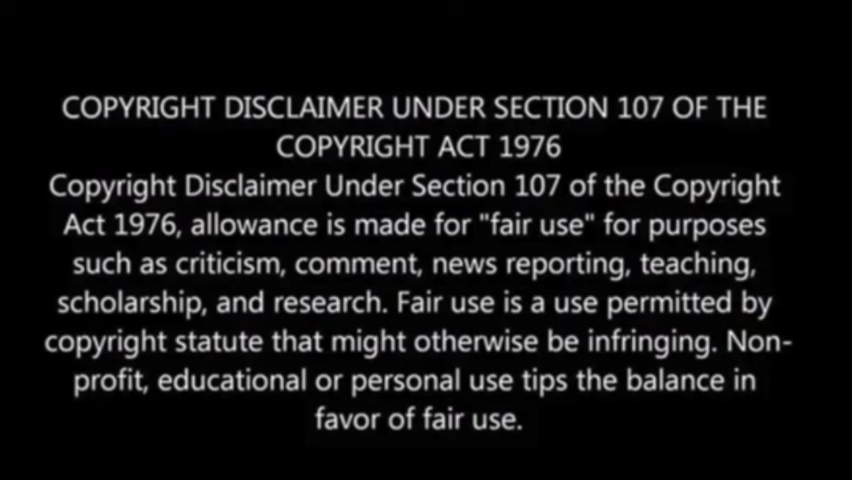 COPYRIGHT DISCLAIMER UNDER SECTION 107 OF THE
COPYRIGHT ACT 1976
Copyright Disclaimer Under Section 107 of the Copyright
Act 1976, allowance is made for "fair use" for purposes
such as criticism, comment, news reporting, teaching,
scholarship, and research. Fair use is a use permitted by
copyright statute that might otherwise be infringing. Non-
profit, educational or personal use tips the balance in
favor of fair use.